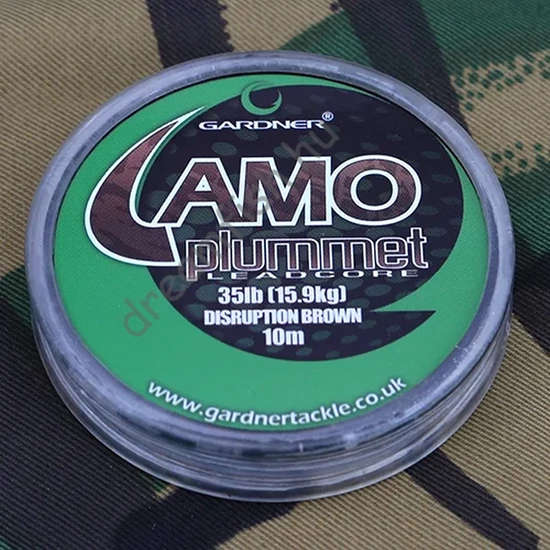 GARDNER®
CAMO
plummet
LEADCORE
35lb (15.9kg)
DISRUPTION BROWN
10m
www.gardnertackle.co.uk